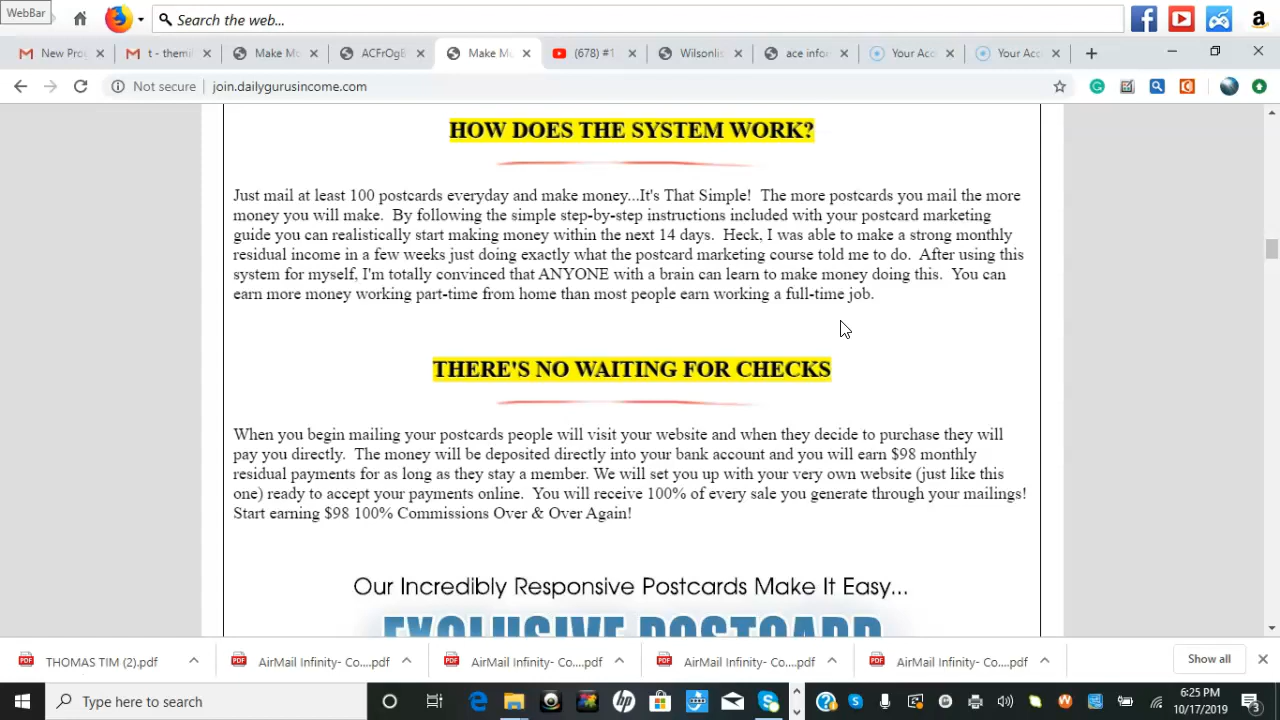 WebBar
Search the web...
New Pro
t - them
Make Mo
ACFrOgB
Make M
(678) #1
Wilsonlis
ace info
Your Acc
Your Acc
Not secure
join.dailygurusincome.com
HOW DOES THE SYSTEM WORK?
Just mail at least 100 postcards everyday and make money...It's That Simple!  The more postcards you mail the more
money you will make.  By following the simple step-by-step instructions included with your postcard marketing
guide you can realistically start making money within the next 14 days.  Heck, I was able to make a strong monthly
residual income in a few weeks just doing exactly what the postcard marketing course told me to do.  After using this
system for myself, I'm totally convinced that ANYONE with a brain can learn to make money doing this.  You can
earn more money working part-time from home than most people earn working a full-time job.
THERE'S NO WAITING FOR CHECKS
When you begin mailing your postcards people will visit your website and when they decide to purchase they will
pay you directly.  The money will be deposited directly into your bank account and you will earn $98 monthly
residual payments for as long as they stay a member. We will set you up with your very own website (just like this
one) ready to accept your payments online.  You will receive 100% of every sale you generate through your mailings!
Start earning $98 100% Commissions Over & Over Again!
Our Incredibly Responsive Postcards Make It Easy...
EXCLUSIVE POSTCARD
THOMAS TIM (2).pdf
AirMail Infinity- Co....pdf
AirMail Infinity- Co....pdf
AirMail Infinity- Co....pdf
AirMail Infinity- Co....pdf
Show all
Type here to search
6:25 PM
10/17/2019
3